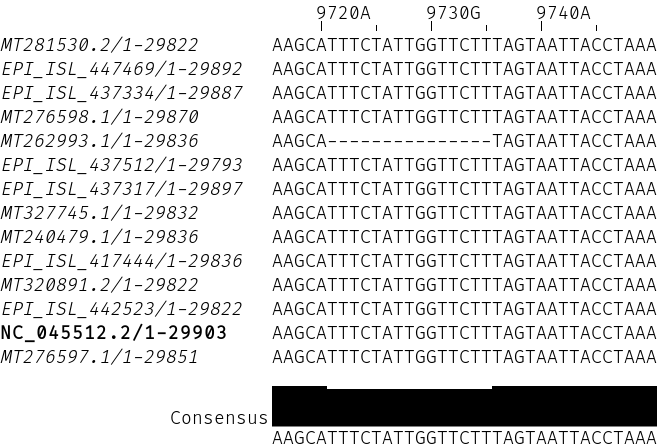 9720A 9730G 9740A
MT281530.2/1-29822 AAGCATTTCTATTGGTTCTTTAGTAATTACCTAAA
EPI_ISL_447469/1-29892 AAGCATTTCTATTGGTTCTTTAGTAATTACCTAAA
EPI_ISL_437334/1-29887 AAGCATTTCTATTGGTTCTTTAGTAATTACCTAAA
MT276598.1/1-29870 AAGCATTTCTATTGGTTCTTTAGTAATTACCTAAA
MT262993.1/1-29836 AAGCA---------------TAGTAATTACCTAAA
EPI_ISL_437512/1-29793 AAGCATTTCTATTGGTTCTTTAGTAATTACCTAAA
EPI_ISL_437317/1-29897 AAGCATTTCTATTGGTTCTTTAGTAATTACCTAAA
MT327745.1/1-29832 AAGCATTTCTATTGGTTCTTTAGTAATTACCTAAA
MT240479.1/1-29836 AAGCATTTCTATTGGTTCTTTAGTAATTACCTAAA
EPI_ISL_417444/1-29836 AAGCATTTCTATTGGTTCTTTAGTAATTACCTAAA
MT320891.2/1-29822 AAGCATTTCTATTGGTTCTTTAGTAATTACCTAAA
EPI_ISL_442523/1-29822 AAGCATTTCTATTGGTTCTTTAGTAATTACCTAAA
NC_045512.2/1-29903 AAGCATTTCTATTGGTTCTTTAGTAATTACCTAAA
MT276597.1/1-29851 AAGCATTTCTATTGGTTCTTTAGTAATTACCTAAA
Consensus
AAGCATTTCTATTGGTTCTTTAGTAATTACCTAAA